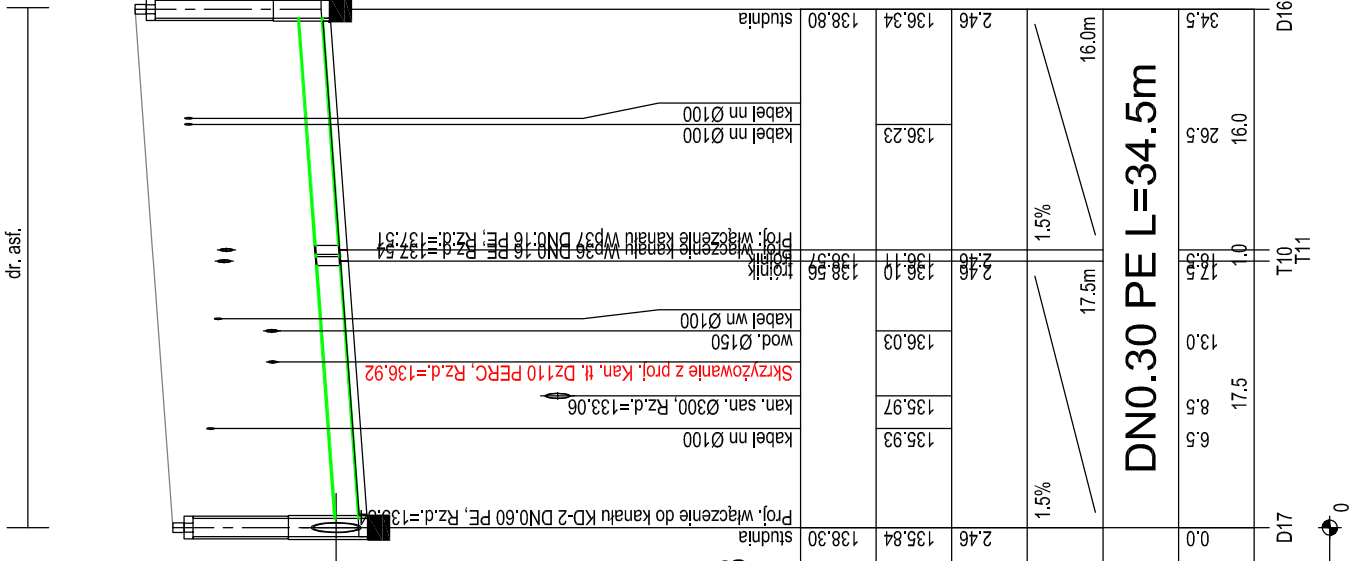 dr. asf.
studnia
138.80
136.34
2.46
16.0m
34.5
D16
kabel nn Ø100
kabel nn Ø100
136.23
26.5
16.0
1.5%
DN0.30 PE L=34.5m
Proj. włączenie kanału Wp37 DN0.16 PE, Rz.d.=137.51
Proj. włączenie kanału Wp36 DN0.16 PE, Rz.d.=137.54
trójnik
138.57
136.11
2.46
18.5
1.0
T11
trójnik
138.56
136.10
2.46
17.5
T10
17.5m
kabel wn Ø100
wod. Ø150
136.03
13.0
Skrzyżowanie z proj. Kan. tł. Dz110 PERC, Rz.d.=136.92
kan. san. Ø300, Rz.d.=133.06
135.97
8.5
17.5
kabel nn Ø100
135.93
6.5
1.5%
Proj. włączenie do kanału KD-2 DN0.60 PE,
studnia
138.30
135.84
2.46
0.0
D17
0